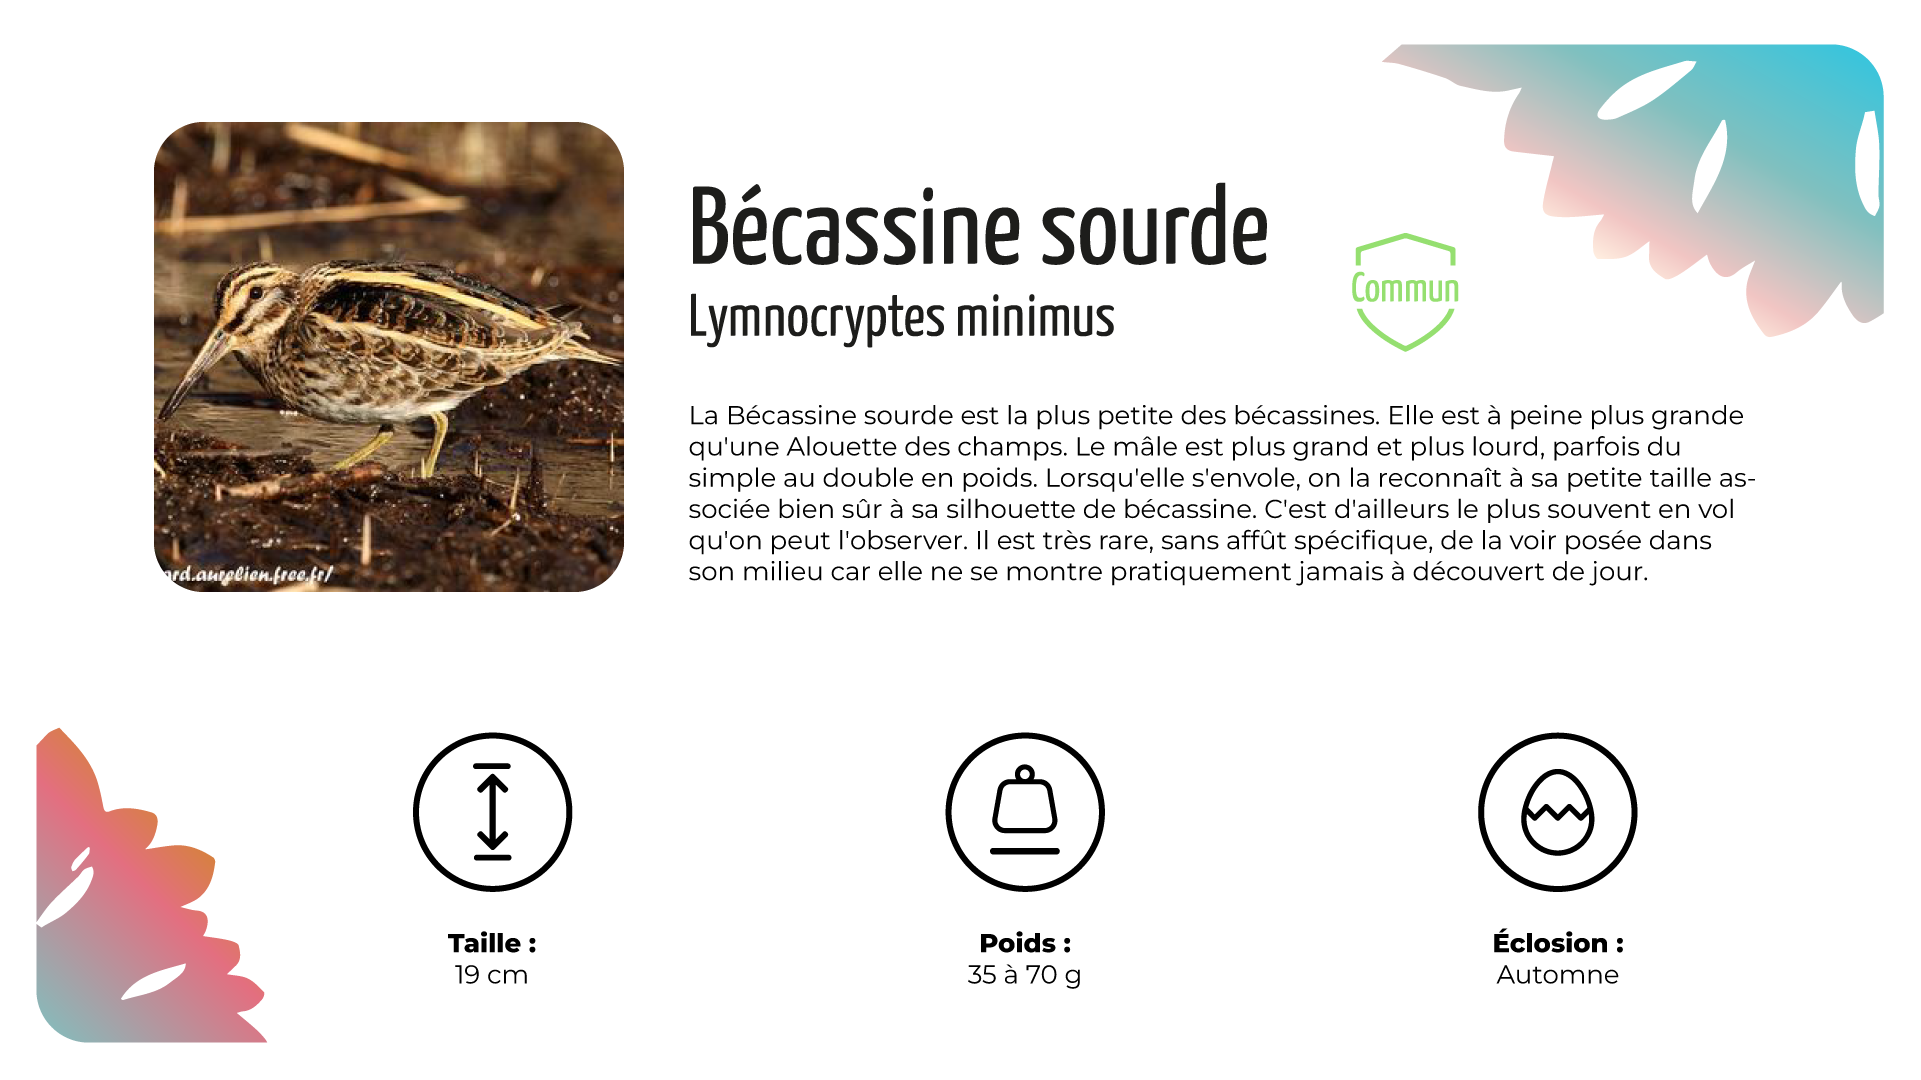 Bécassine sourde
Lymnocryptes minimus
Commun
La Bécassine sourde est la plus petite des bécassines. Elle est à peine plus grande
qu'une Alouette des champs. Le mâle est plus grand et plus lourd, parfois du
simple au double en poids. Lorsqu'elle s'envole, on la reconnaît à sa petite taille as-
sociée bien sûr à sa silhouette de bécassine. C'est d'ailleurs le plus souvent en vol
qu'on peut l'observer. Il est très rare, sans affût spécifique, de la voir posée dans
son milieu car elle ne se montre pratiquement jamais à découvert de jour.
ard.aurelien.free.fr/
Taille :
19 cm
Poids :
35 à 70 g
Éclosion :
Automne